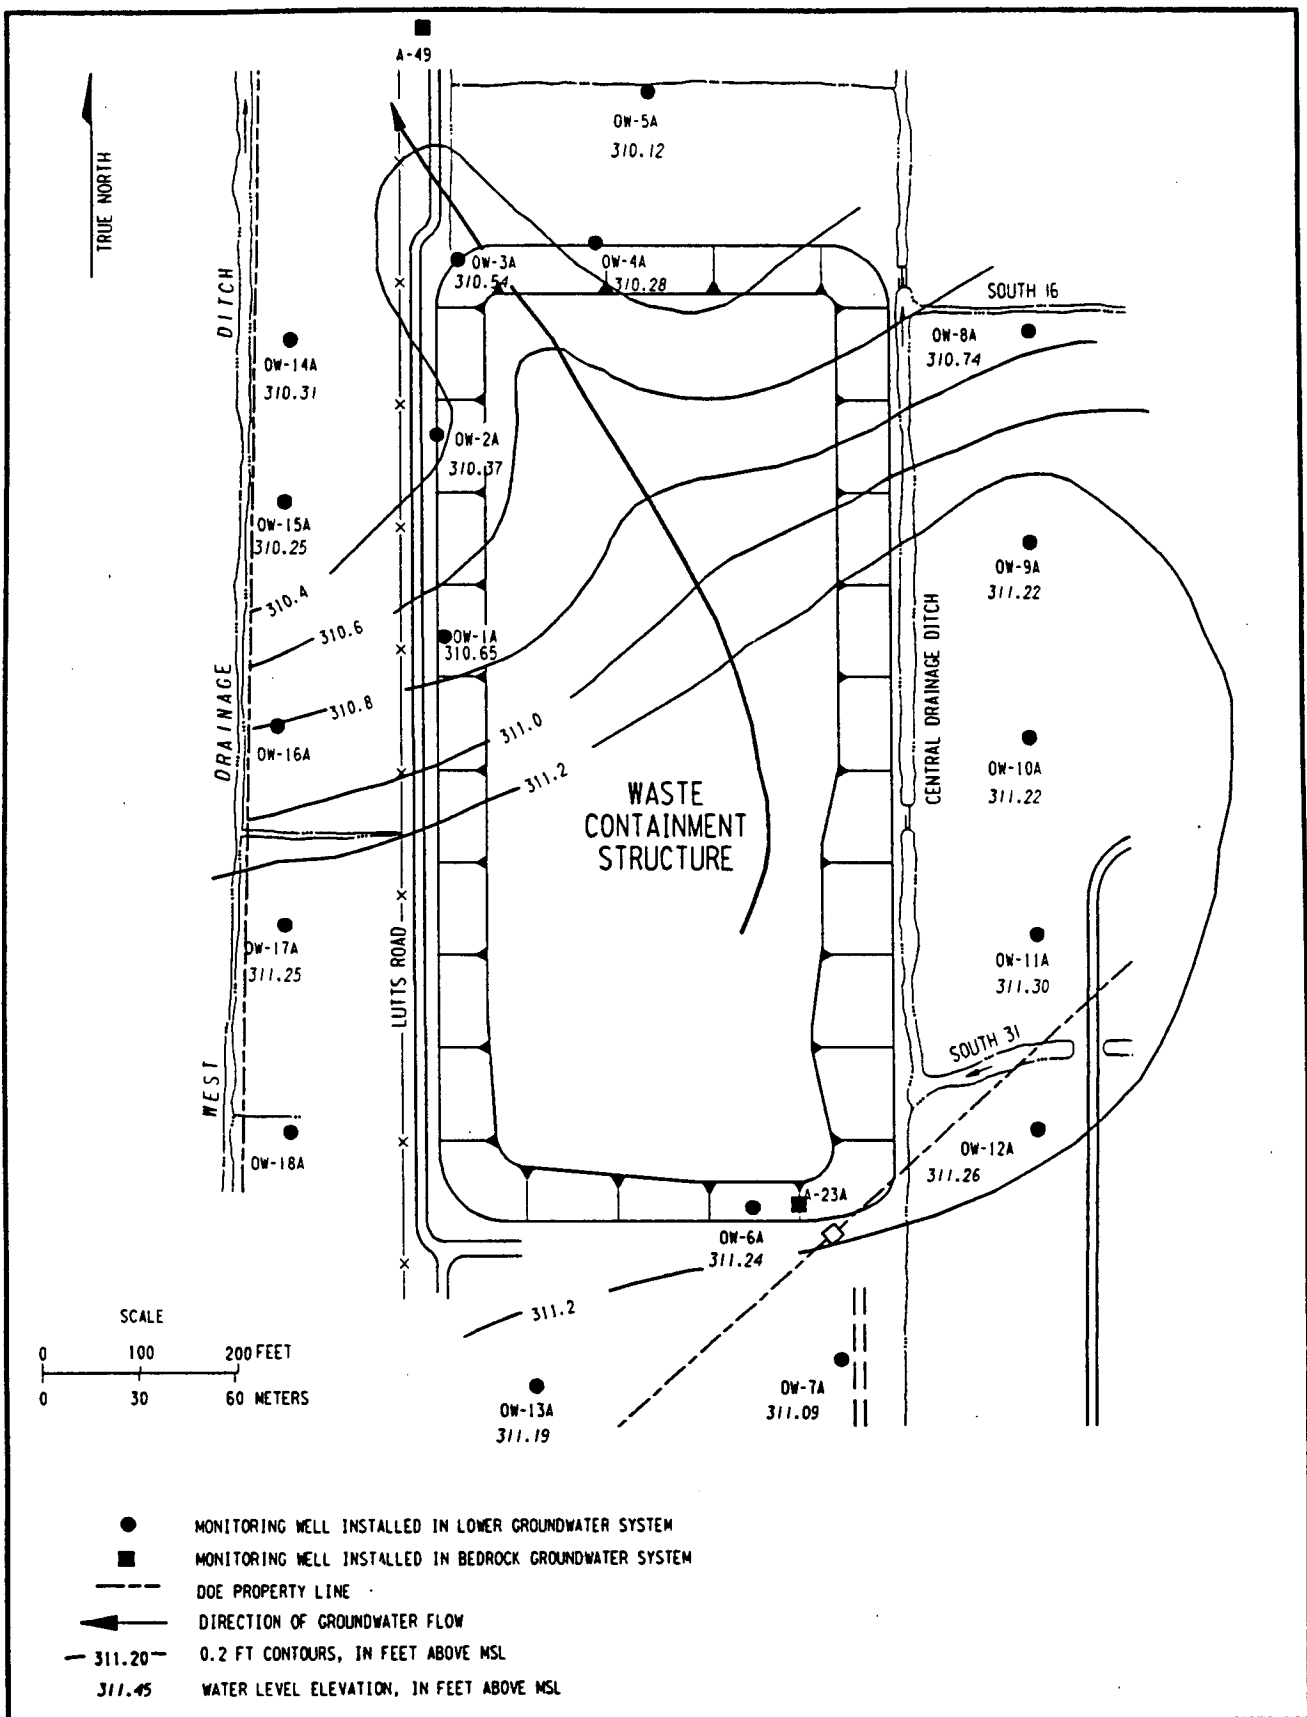 A-49
TRUE NORTH
OW-5A
310.12
OW-3A
310.54
OW-4A
310.28
SOUTH 16
OW-8A
310.74
DITCH
OW-14A
310.31
OW-2A
310.37
OW-15A
310.25
OW-9A
311.22
310.4
310.6
OW-1A
310.65
DRAINAGE
310.8
OW-16A
311.0
311.2
CENTRAL DRAINAGE DITCH
OW-10A
311.22
WASTE
CONTAINMENT
STRUCTURE
OW-17A
311.25
LUTTS ROAD
OW-11A
311.30
SOUTH 31
WEST
OW-18A
OW-12A
311.26
A-23A
OW-6A
311.24
311.2
SCALE
0 100 200 FEET
0 30 60 METERS
OW-7A
311.09
OW-13A
311.19
MONITORING WELL INSTALLED IN LOWER GROUNDWATER SYSTEM
MONITORING WELL INSTALLED IN BEDROCK GROUNDWATER SYSTEM
DOE PROPERTY LINE
DIRECTION OF GROUNDWATER FLOW
311.20 0.2 FT CONTOURS, IN FEET ABOVE MSL
311.45 WATER LEVEL ELEVATION, IN FEET ABOVE MSL